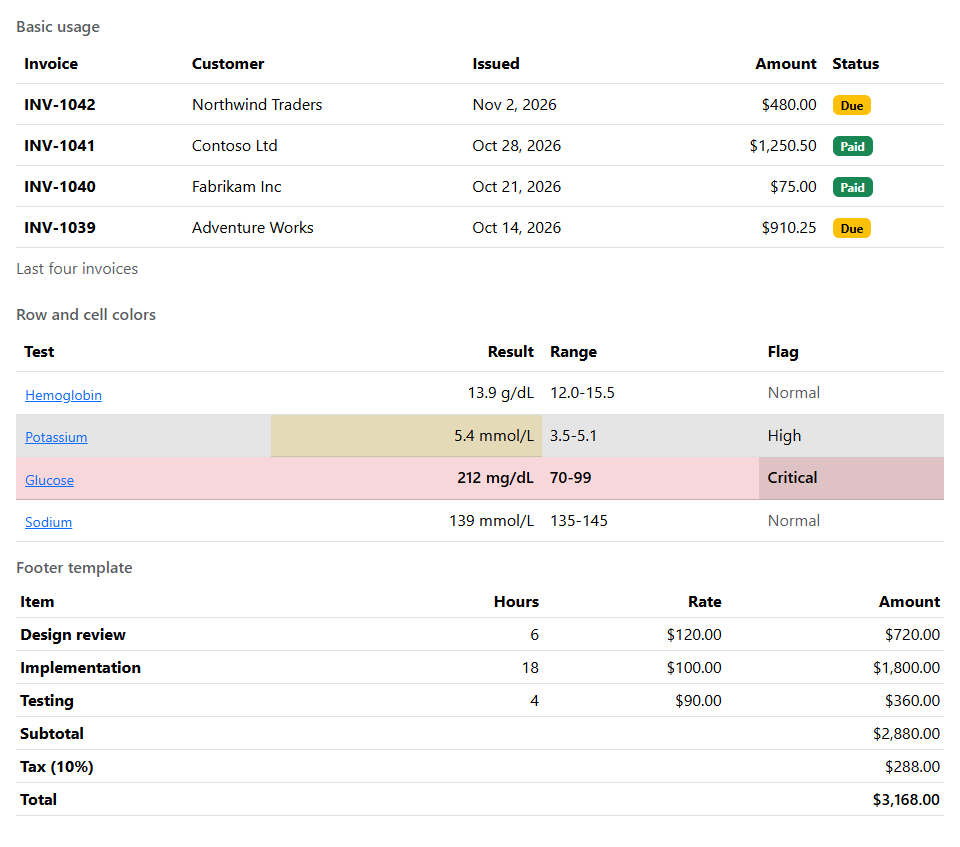 Basic usage
Invoice Customer Issued Amount Status
INV-1042 Northwind Traders Nov 2, 2026 $480.00 Due
INV-1041 Contoso Ltd Oct 28, 2026 $1,250.50 Paid
INV-1040 Fabrikam Inc Oct 21, 2026 $75.00 Paid
INV-1039 Adventure Works Oct 14, 2026 $910.25 Due
Last four invoices
Row and cell colors
Test Result Range Flag
Hemoglobin 13.9 g/dL 12.0-15.5 Normal
Potassium 5.4 mmol/L 3.5-5.1 High
Glucose 212 mg/dL 70-99 Critical
Sodium 139 mmol/L 135-145 Normal
Footer template
Item Hours Rate Amount
Design review 6 $120.00 $720.00
Implementation 18 $100.00 $1,800.00
Testing 4 $90.00 $360.00
Subtotal $2,880.00
Tax (10%) $288.00
Total $3,168.00